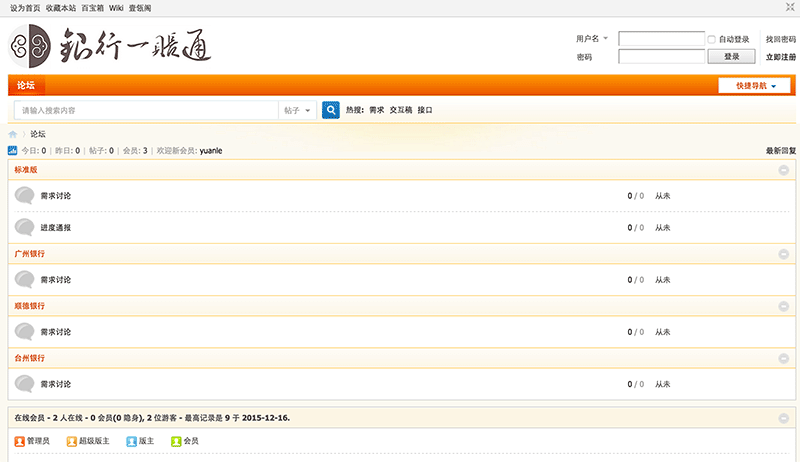 设为首页 收藏本站 百宝箱 Wiki 壹钱阁
银行一账通
用户名 自动登录 找回密码
密码 登录 立即注册
论坛 快捷导航
请输入搜索内容 帖子 热搜: 需求 交互稿 接口
论坛
今日: 0 | 昨日: 0 | 帖子: 0 | 会员: 3 | 欢迎新会员: yuanle 最新回复
标准版
需求讨论 0 / 0 从未
进度通报 0 / 0 从未
广州银行
需求讨论 0 / 0 从未
顺德银行
需求讨论 0 / 0 从未
台州银行
需求讨论 0 / 0 从未
在线会员 - 2 人在线 - 0 会员(0 隐身), 2 位游客 - 最高记录是 9 于 2015-12-16.
管理员 超级版主 版主 会员